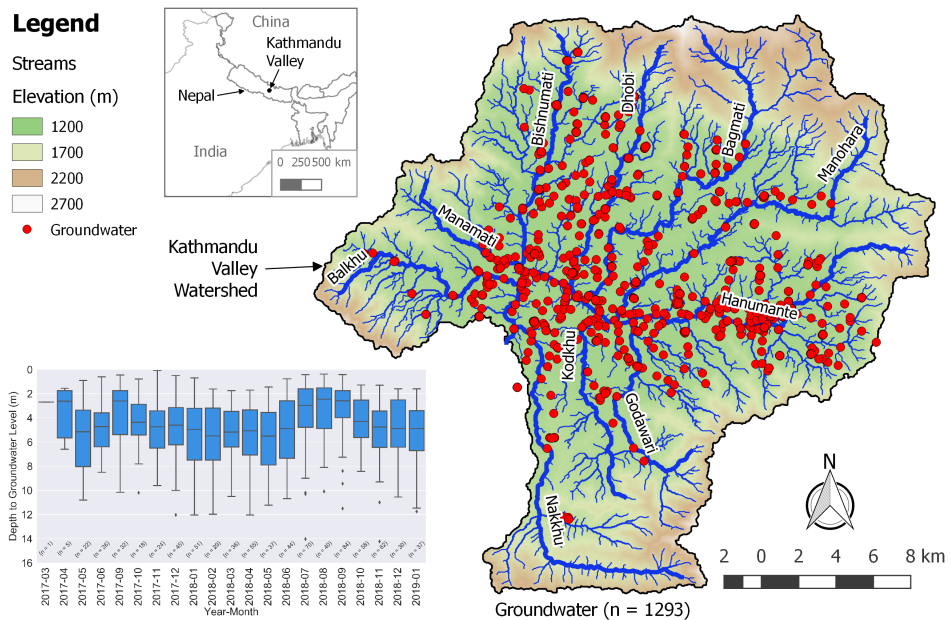 Legend
Streams
Elevation (m)
1200
1700
2200
2700
Groundwater
China
Kathmandu
Valley
Nepal
India
0 250 500 km
Kathmandu
Valley
Watershed
Bishnumati
Dhobi
Bagmati
Manohara
Manamati
Balkhu
Hanumante
Kodkhu
Godawari
Nakkhu
N
2 0 2 4 6 8 km
Groundwater (n = 1293)
Depth to Groundwater Level (m)
0
2
4
6
8
10
12
14
16
(n = 1)
(n = 5)
(n = 22)
2017-03
2017-04
2017-05
2017-06
2017-09
2017-10
2017-11
2017-12
2018-01
2018-02
2018-03
2018-04
2018-05
2018-06
2018-07
2018-08
2018-09
2018-10
2018-11
2018-12
2019-01
Year-Month